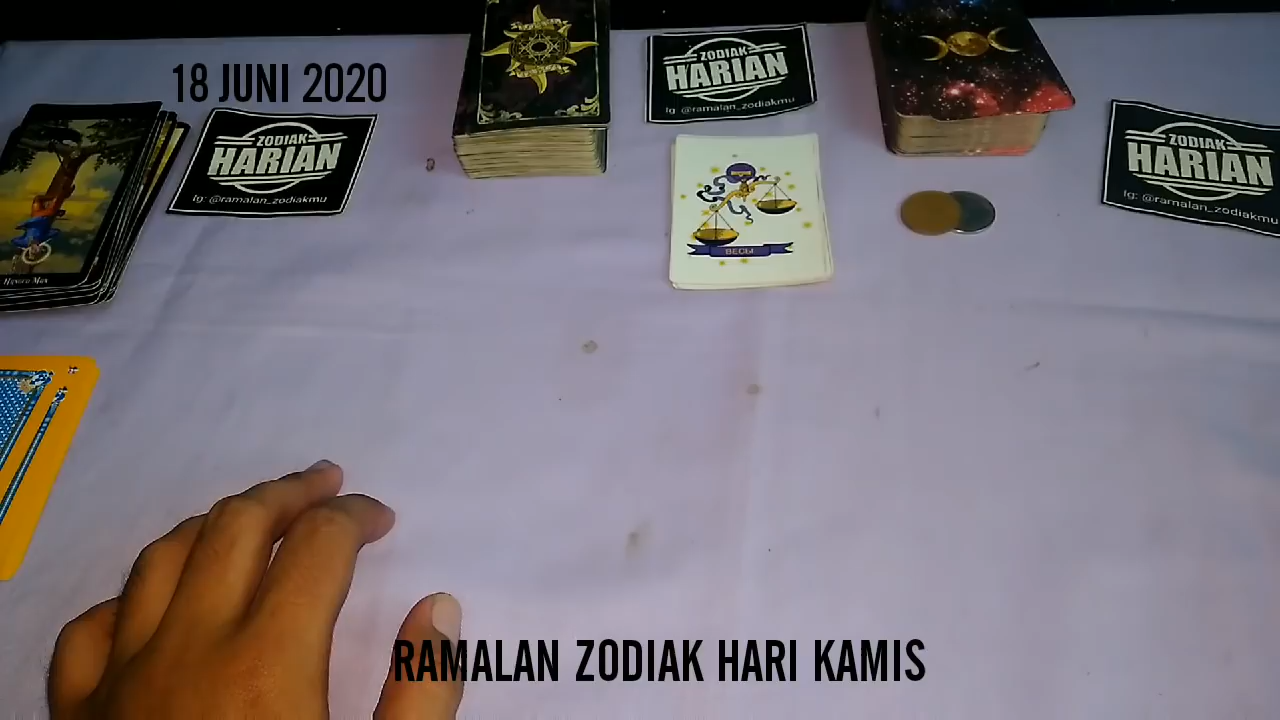 18 JUNI 2020
ZODIAK
HARIAN
Ig: @ramalan_zodiakmu
ZODIAK
HARIAN
Ig: @ramalan_zodiakmu
ZODIAK
HARIAN
Ig: @ramalan_zodiakmu
ВЕСЫ
RAMALAN ZODIAK HARI KAMIS